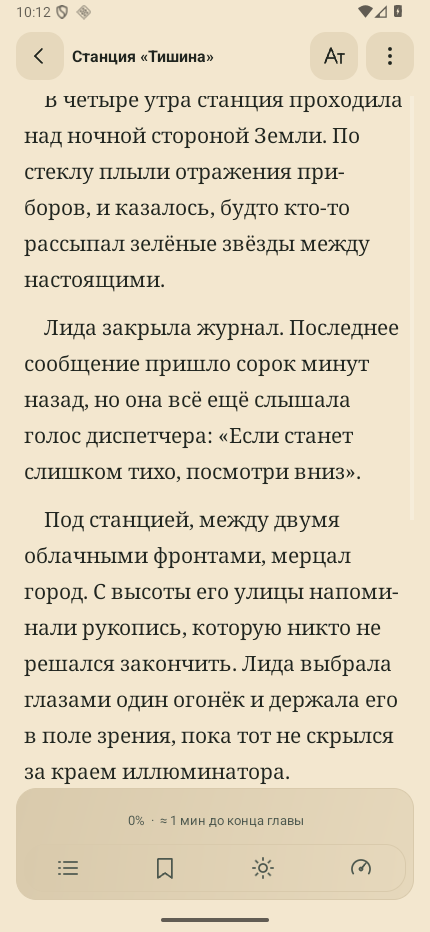 10:12
Станция «Тишина»
Aт
В четыре утра станция проходила
над ночной стороной Земли. По
стеклу плыли отражения при-
боров, и казалось, будто кто-то
рассыпал зелёные звёзды между
настоящими.
Лида закрыла журнал. Последнее
сообщение пришло сорок минут
назад, но она всё ещё слышала
голос диспетчера: «Если станет
слишком тихо, посмотри вниз».
Под станцией, между двумя
облачными фронтами, мерцал
город. С высоты его улицы напоми-
нали рукопись, которую никто не
решался закончить. Лида выбрала
глазами один огонёк и держала его
в поле зрения, пока тот не скрылся
за краем иллюминатора.
0% · ≈ 1 мин до конца главы